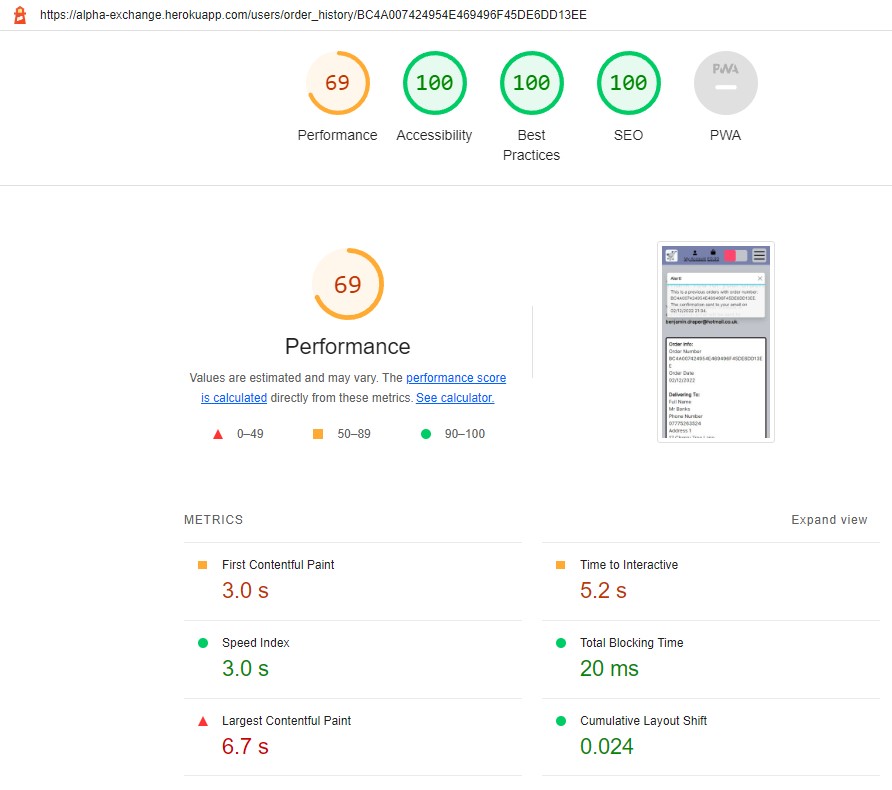 https://alpha-exchange.herokuapp.com/users/order_history/BC4A007424954E469496F45DE6DD13EE
69
100
100
100
PWA
Performance
Accessibility
Best
Practices
SEO
PWA
69
Performance
Values are estimated and may vary. The performance score
is calculated directly from these metrics. See calculator.
0–49
50–89
90–100
Alert!
This is a previous orders with order number:
BC4A007424954E469496F45DE6DD13EE.
The confirmation sent to your email on
02/12/2022 21:34.
benjamin.draper@hotmail.co.uk.
Order Info:
Order Number
BC4A007424954E469496F45DE6DD13E
E
Order Date
02/12/2022
Delivering To:
Full Name
Mr Banks
Phone Number
07775263024
Address 1
METRICS
Expand view
First Contentful Paint
3.0 s
Time to Interactive
5.2 s
Speed Index
3.0 s
Total Blocking Time
20 ms
Largest Contentful Paint
6.7 s
Cumulative Layout Shift
0.024